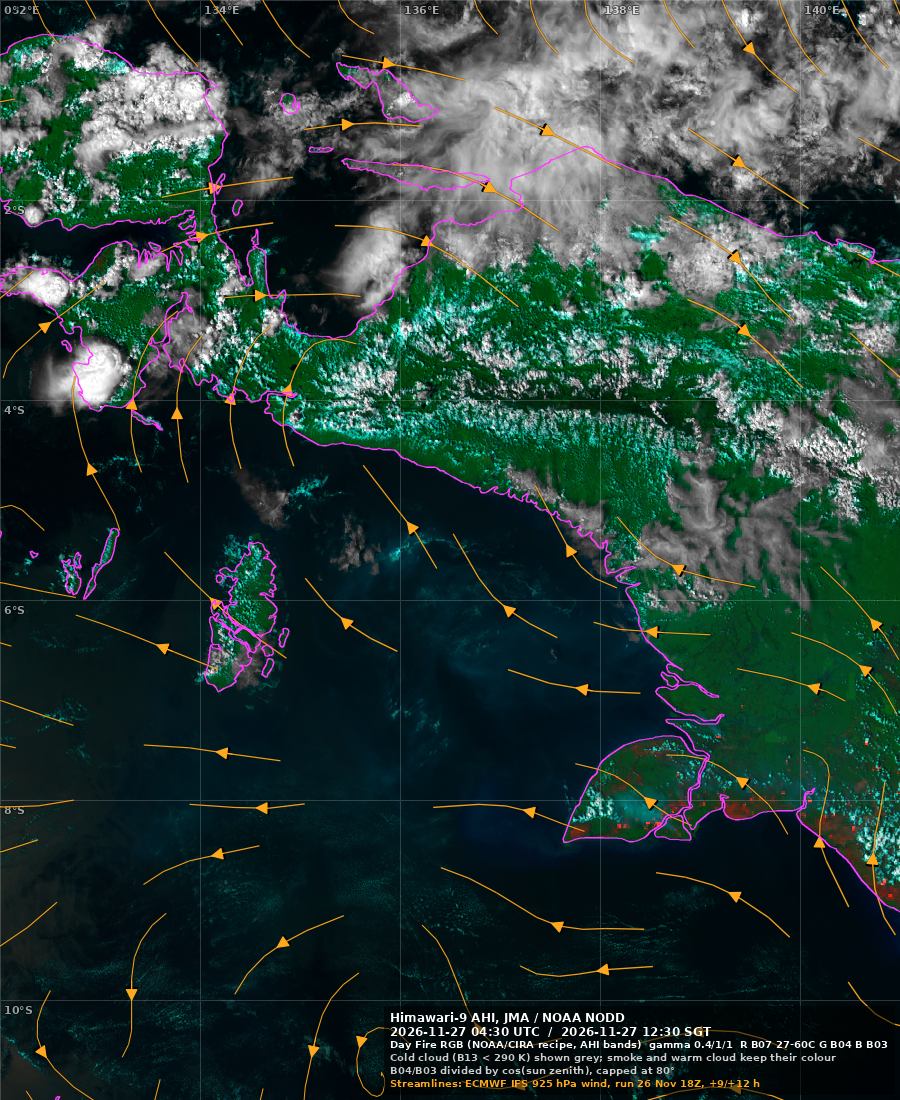 0°S2°E
134°E
136°E
138°E
140°E
2°S
4°S
6°S
8°S
10°S
Himawari-9 AHI, JMA / NOAA NODD
2026-11-27 04:30 UTC / 2026-11-27 12:30 SGT
Day Fire RGB (NOAA/CIRA recipe, AHI bands) gamma 0.4/1/1 R B07 27-60C G B04 B B03
Cold cloud (B13 < 290 K) shown grey; smoke and warm cloud keep their colour
B04/B03 divided by cos(sun zenith), capped at 80°
Streamlines: ECMWF IFS 925 hPa wind, run 26 Nov 18Z, +9/+12 h